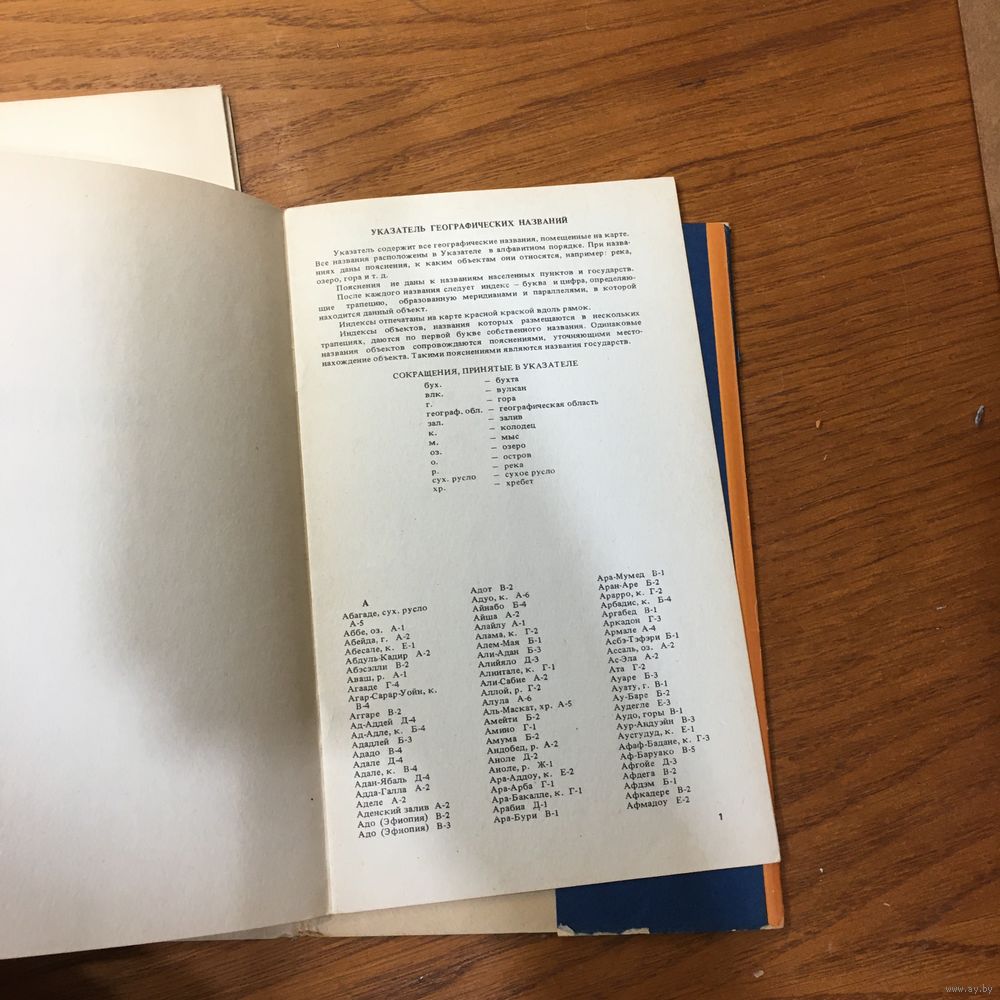 УКАЗАТЕЛЬ ГЕОГРАФИЧЕСКИХ НАЗВАНИЙ
Указатель содержит все географические названия, помещенные на карте.
Все названия расположены в Указателе в алфавитном порядке. При назва-
ниях даны пояснения, к каким объектам они относятся, например: река,
озеро, гора и т. д.
Пояснения не даны к названиям населенных пунктов и государств.
После каждого названия следует индекс – буква и цифра, определяю-
щие трапецию, образованную меридианами и параллелями, в которой
находится данный объект.
Индексы отпечатаны на карте красной краской вдоль рамок.
Индексы объектов, названия которых размещаются в нескольких
трапециях, даются по первой букве собственного названия. Одинаковые
названия объектов сопровождаются пояснениями, уточняющими место-
нахождение объекта. Такими пояснениями являются названия государств.
СОКРАЩЕНИЯ, ПРИНЯТЫЕ В УКАЗАТЕЛЕ
бух. – бухта
влк. – вулкан
г. – гора
географ. обл. – географическая область
зал. – залив
к. – колодец
м. – мыс
оз. – озеро
о. – остров
р. – река
сух. русло – сухое русло
хр. – хребет
А
Абагаде, сух. русло
А-5
Аббе, оз. А-1
Абейда, г. А-2
Абесале, к. Е-1
Абдуль-Кадир А-2
Абэсэлли В-2
Аваш, р. А-1
Агааде Г-4
Агар-Сарар-Уойн, к.
В-4
Аггаре В-2
Ад-Аддей Д-4
Ад-Адле, к. Б-4
Ададлей Б-3
Ададо В-4
Адале Д-4
Адале, к. В-4
Адан-Ябаль Д-4
Адда-Галла А-2
Аделе А-2
Аденский залив А-2
Адо (Эфиопия) В-2
Адо (Эфиопия) В-3
Адот В-2
Адуо, к. А-6
Айнабо Б-4
Айша А-2
Алайлу А-1
Алама, к. Г-2
Алем-Мая Б-1
Али-Адан Б-3
Алийяло Д-3
Алиитале, к. Г-1
Али-Сабие А-2
Аллой, р. Г-2
Алула А-6
Аль-Маскат, хр. А-5
Амейти Б-2
Амино Г-1
Амума Б-2
Андобед, р. А-2
Аноле Д-2
Аноле, р. Ж-1
Ара-Аддоу, к. Е-2
Ара-Арба Г-1
Ара-Бакалле, к. Г-1
Арабиа Д-1
Ара-Бури В-1
Ара-Мумед В-1
Аран-Аре Б-2
Арарро, к. Г-2
Арбадис, к. Б-4
Аргабед В-1
Аркадон Г-3
Армале А-4
Асбэ-Тэфэри Б-1
Ассаль, оз. А-2
Ас-Эла А-2
Ата Г-2
Ауаре Б-3
Ауату, г. В-1
Ау-Баре Б-2
Аудегле Е-3
Аудо, горы В-1
Аур-Андуэйн В-3
Аусгудуд, к. Е-1
Афаф-Бадане, к. Г-3
Аф-Баруако В-5
Афгойе Д-3
Афдега В-2
Афдэм Б-1
Афкадере В-2
Афмадоу Е-2
1
www.ay.by